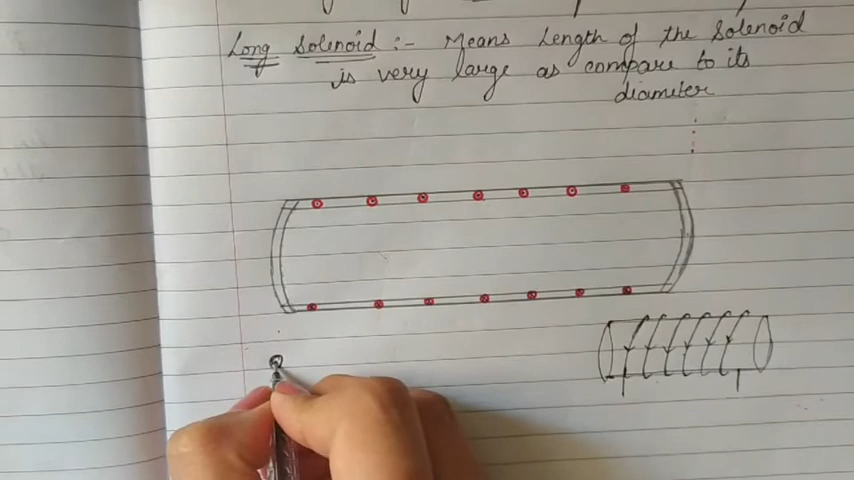 Long Solenoid :- Means Length of the Solenoid
is very large as compare to its
diameter